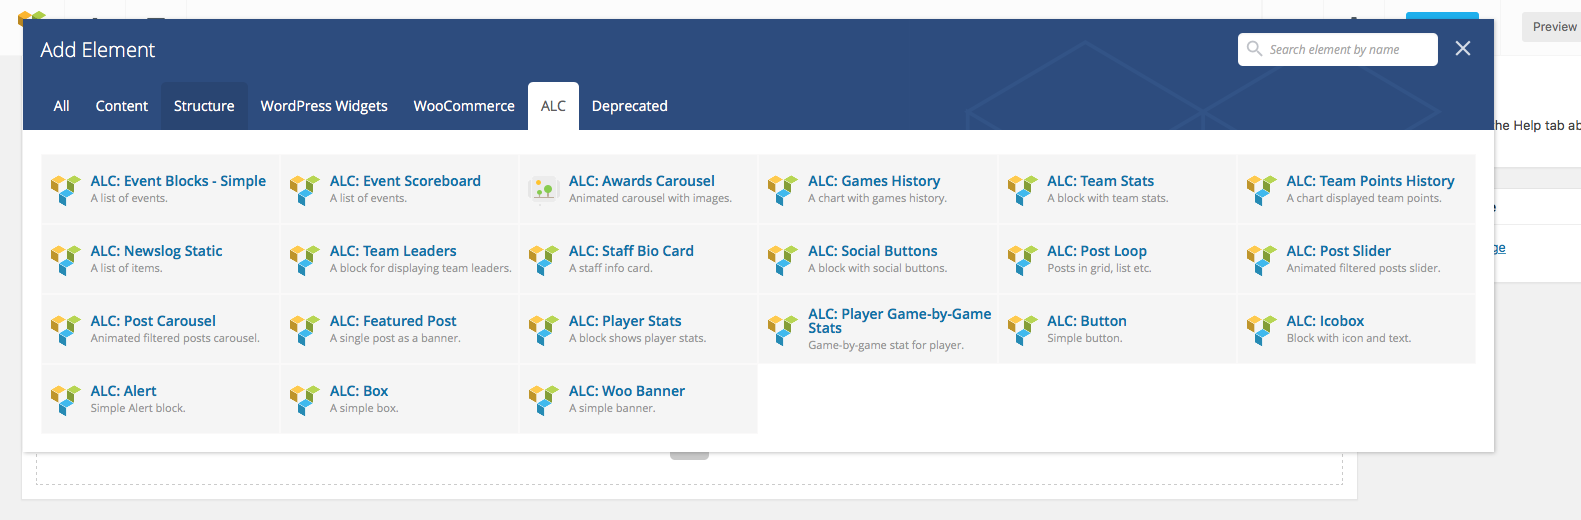 Preview
Add Element
Search element by name
All
Content
Structure
WordPress Widgets
WooCommerce
ALC
Deprecated
he Help tab ab
ALC: Event Blocks - Simple
A list of events.
ALC: Event Scoreboard
A list of events.
ALC: Awards Carousel
Animated carousel with images.
ALC: Games History
A chart with games history.
ALC: Team Stats
A block with team stats.
ALC: Team Points History
A chart displayed team points.
e
ALC: Newslog Static
A list of items.
ALC: Team Leaders
A block for displaying team leaders.
ALC: Staff Bio Card
A staff info card.
ALC: Social Buttons
A block with social buttons.
ALC: Post Loop
Posts in grid, list etc.
ALC: Post Slider
Animated filtered posts slider.
ge
ALC: Post Carousel
Animated filtered posts carousel.
ALC: Featured Post
A single post as a banner.
ALC: Player Stats
A block shows player stats.
ALC: Player Game-by-Game
Stats
Game-by-game stat for player.
ALC: Button
Simple button.
ALC: Icobox
Block with icon and text.
ALC: Alert
Simple Alert block.
ALC: Box
A simple box.
ALC: Woo Banner
A simple banner.